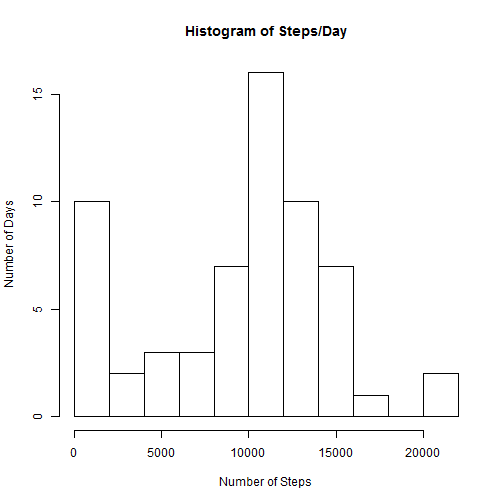 Histogram of Steps/Day
Number of Days
15
10
5
0
0 5000 10000 15000 20000
Number of Steps